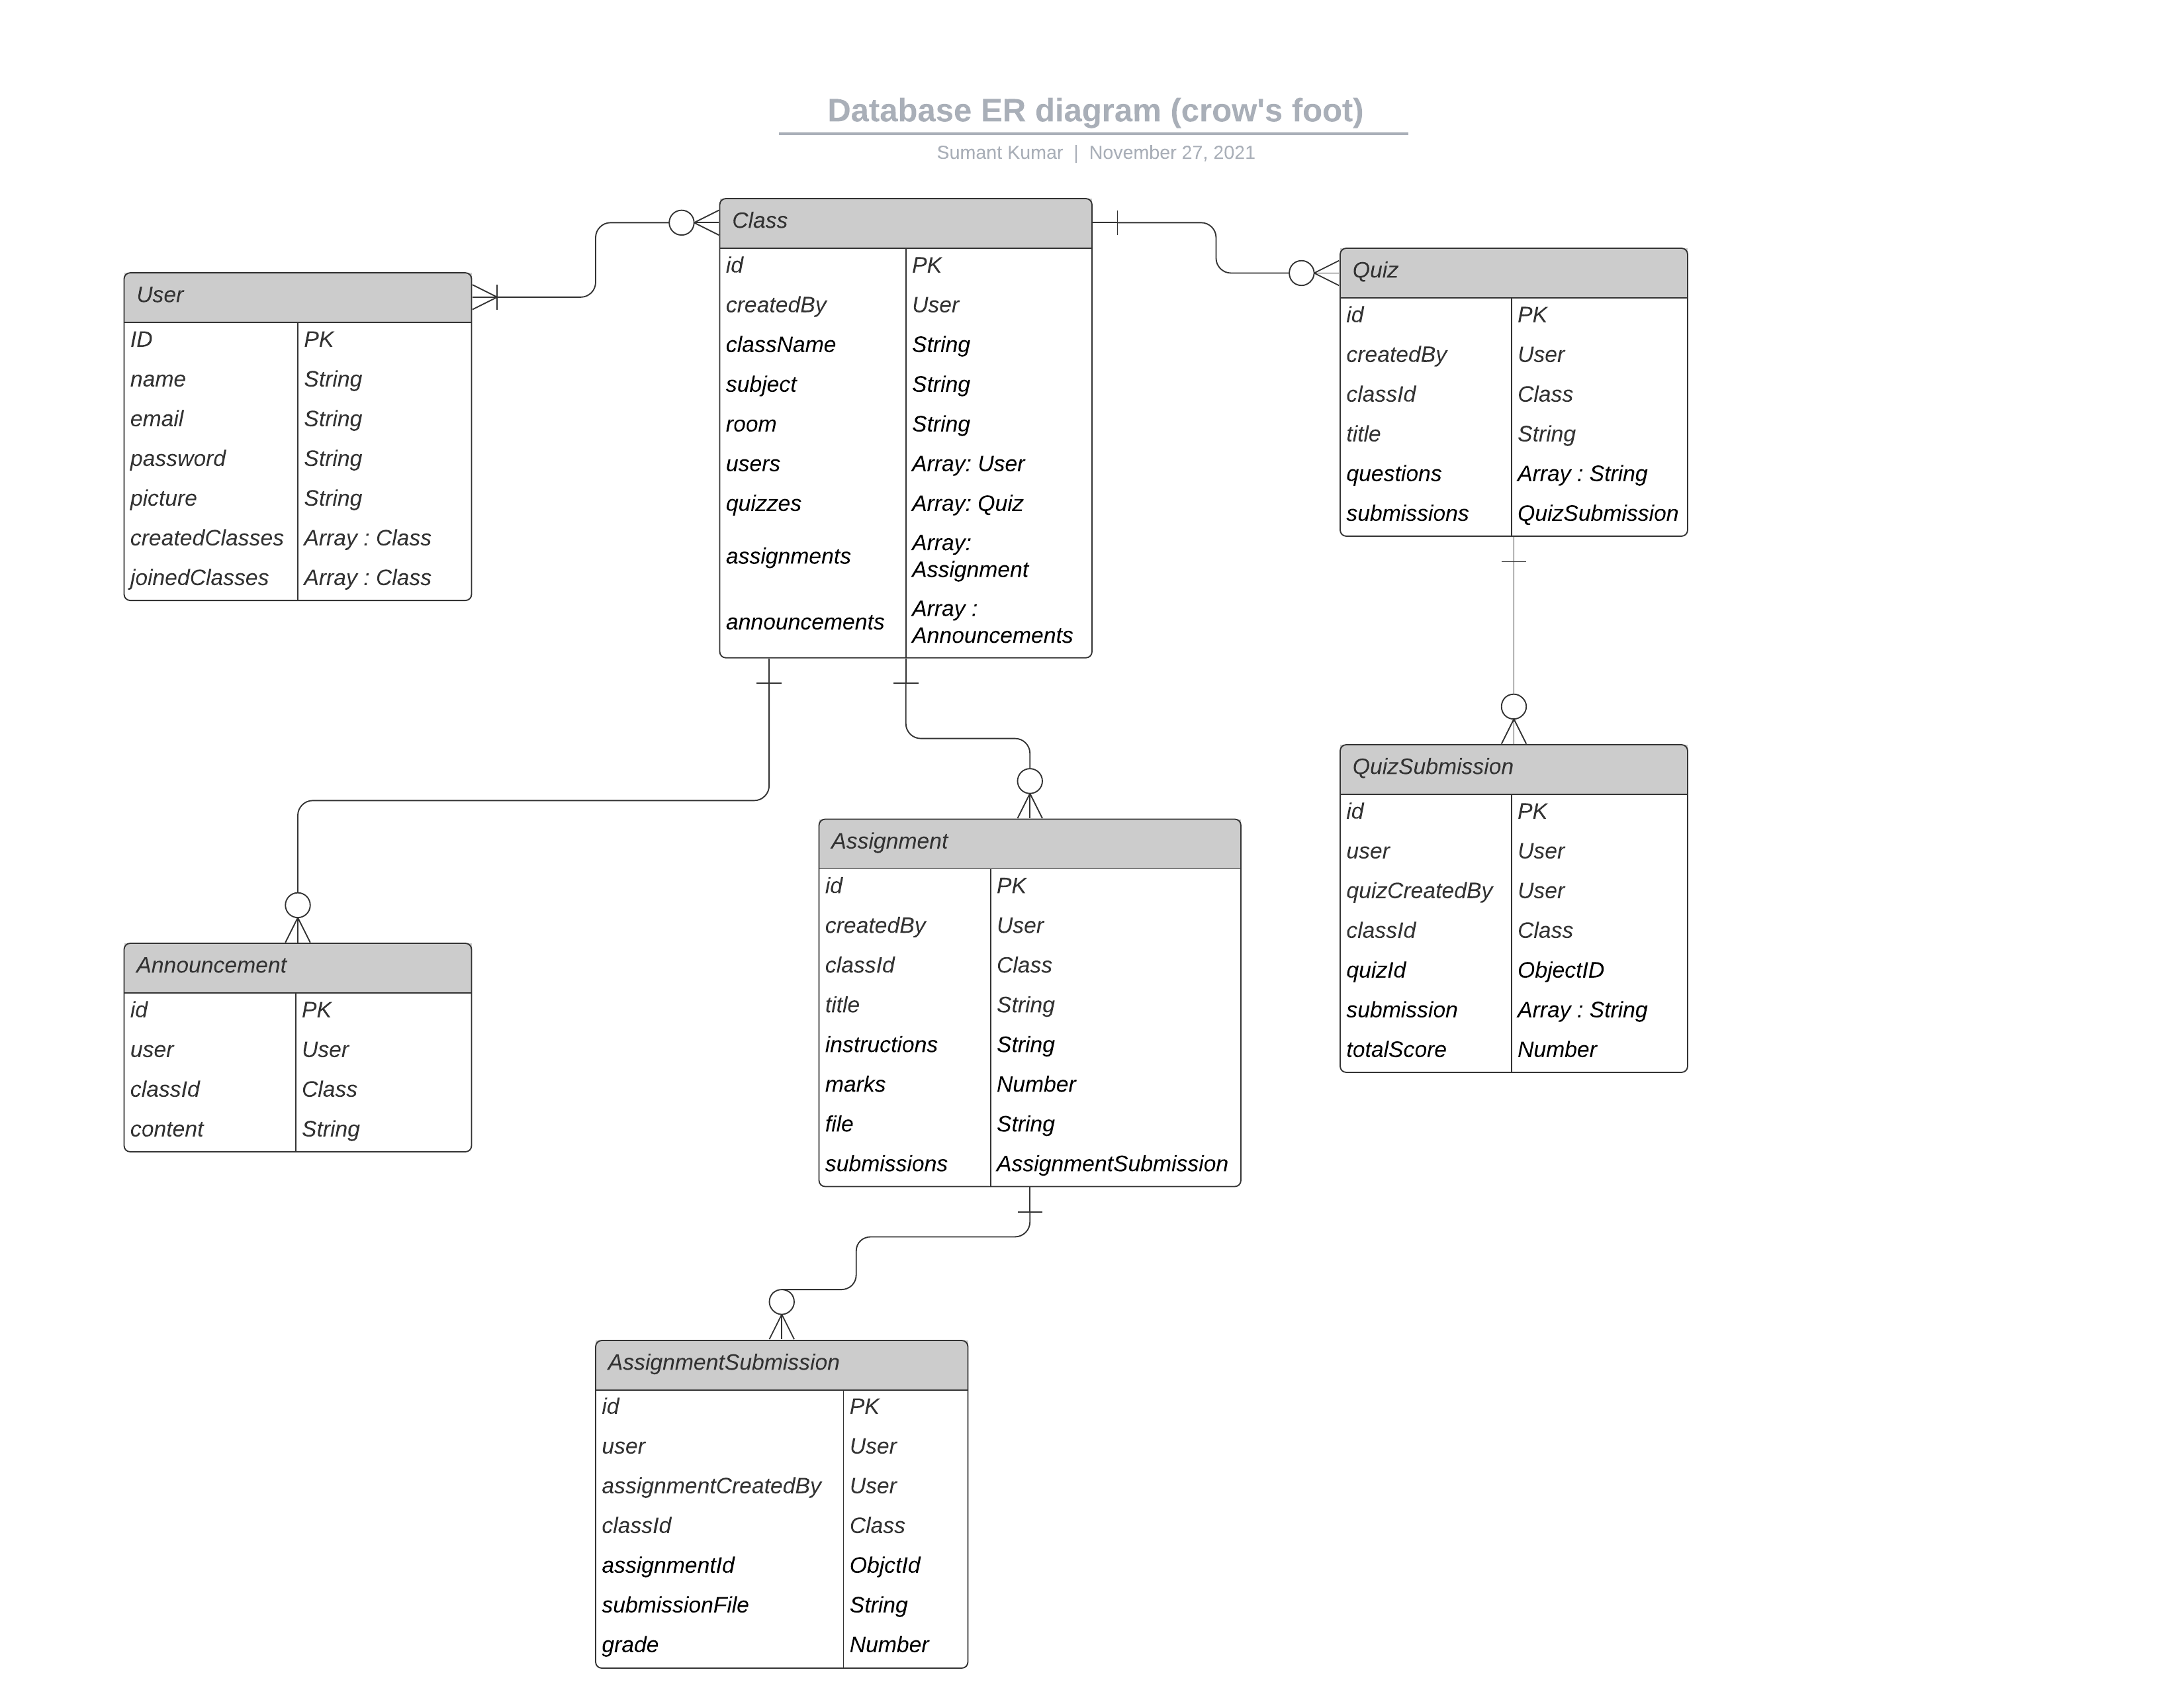 Database ER diagram (crow's foot)
Sumant Kumar | November 27, 2021
User
ID PK
name String
email String
password String
picture String
createdClasses Array : Class
joinedClasses Array : Class
Class
id PK
createdBy User
className String
subject String
room String
users Array: User
quizzes Array: Quiz
assignments Array:
Assignment
announcements Array :
Announcements
Quiz
id PK
createdBy User
classId Class
title String
questions Array : String
submissions QuizSubmission
QuizSubmission
id PK
user User
quizCreatedBy User
classId Class
quizId ObjectID
submission Array : String
totalScore Number
Announcement
id PK
user User
classId Class
content String
Assignment
id PK
createdBy User
classId Class
title String
instructions String
marks Number
file String
submissions AssignmentSubmission
AssignmentSubmission
id PK
user User
assignmentCreatedBy User
classId Class
assignmentId ObjctId
submissionFile String
grade Number